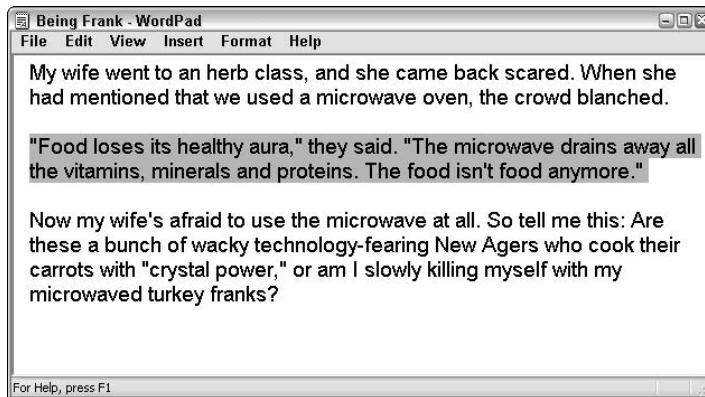 Being Frank - WordPad
File Edit View Insert Format Help
My wife went to an herb class, and she came back scared. When she
had mentioned that we used a microwave oven, the crowd blanched.
"Food loses its healthy aura," they said. "The microwave drains away all
the vitamins, minerals and proteins. The food isn't food anymore."
Now my wife's afraid to use the microwave at all. So tell me this: Are
these a bunch of wacky technology-fearing New Agers who cook their
carrots with "crystal power," or am I slowly killing myself with my
microwaved turkey franks?
For Help, press F1